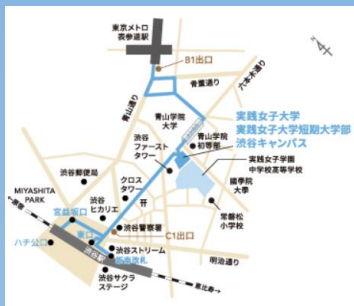 東京メトロ
表参道駅
B1出口
青山通り
骨董通り
六本木通り
青山学院
大学
実践女子大学
実践女子大学短期大学部
渋谷キャンパス
青山学院
初等部
渋谷
ファースト
タワー
実践女子学園
中学校高等学校
渋谷郵便局
クロス
タワー
國學院
大學
MIYASHITA
PARK
渋谷
ヒカリエ
常磐松
小学校
宮益坂口
渋谷警察署
東口
C1出口
ハチ公口
渋谷駅
渋谷ストリーム
新南改札
明治通り
渋谷サクラ
ステージ
恵比寿→